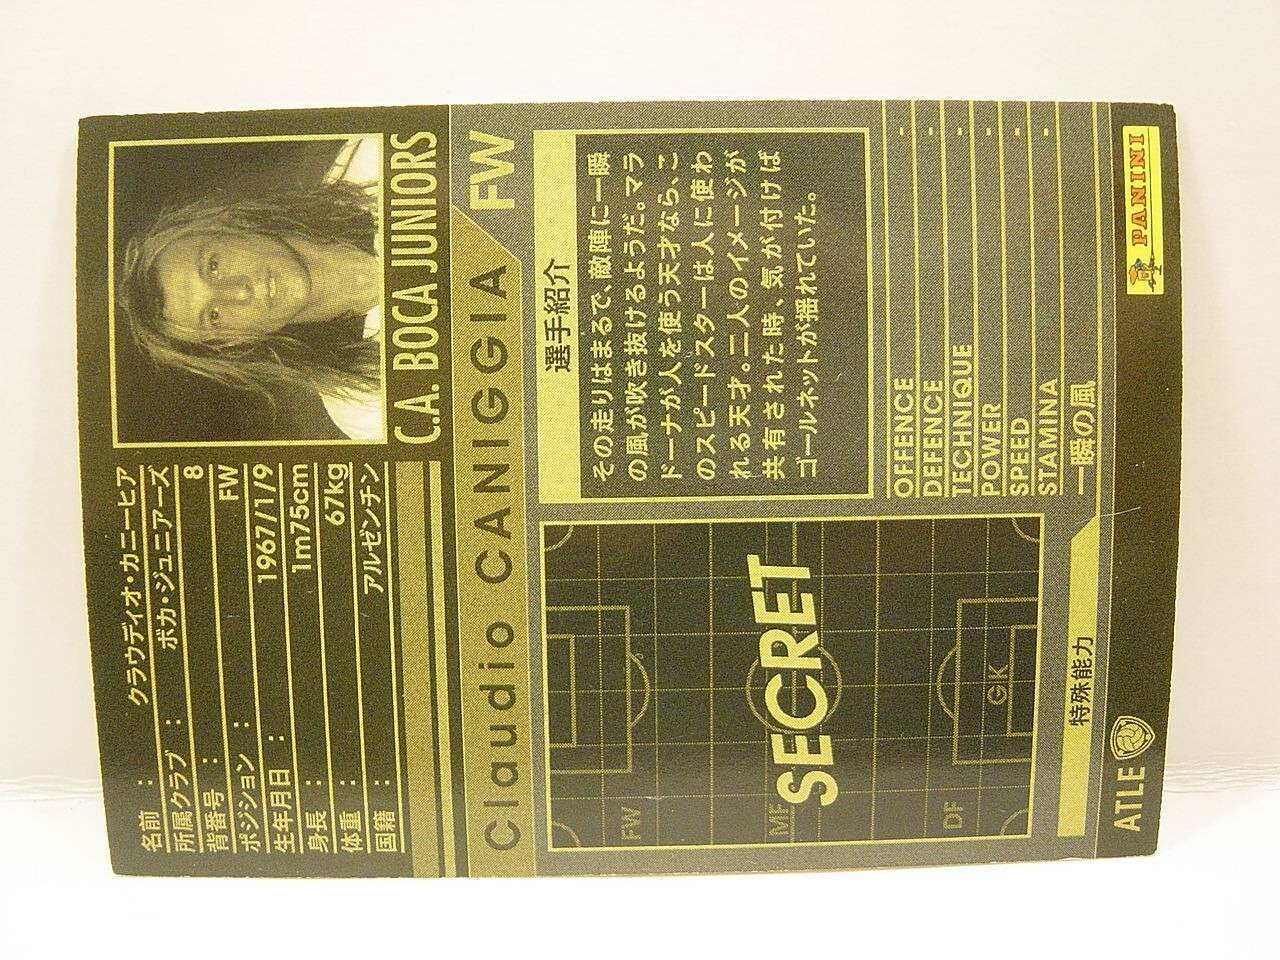 名前 : クラウディオ・カニーヒア
所属クラブ : ボカ・ジュニアーズ
背番号 : 8
ポジション : FW
生年月日 : 1967/1/9
身長 : 1m75cm
体重 : 67kg
国籍 : アルゼンチン
C.A. BOCA JUNIORS
Claudio CANIGGIA FW
FW
MF
DF
GK
SECRET
選手紹介
その走りはまるで、敵陣に一瞬
の風が吹き抜けるようだ。マラ
ドーナが人を使う天才なら、こ
のスピードスターは人に使わ
れる天才。二人のイメージが
共有された時、気が付けば
ゴールネットが揺れていた。
OFFENCE -
DEFENCE -
TECHNIQUE -
POWER -
SPEED -
STAMINA -
特殊能力 一瞬の風
ATLE
PANINI